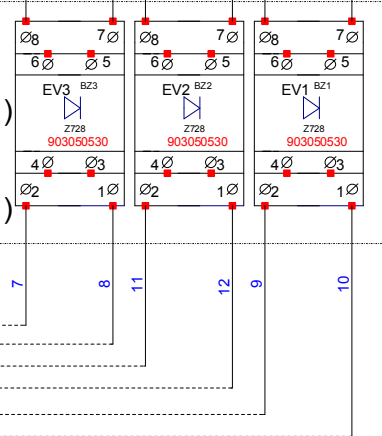 Ø8 7Ø Ø8 7Ø Ø8 7Ø
6Ø Ø5 6Ø Ø5 6Ø Ø5
EV3 BZ3 EV2 BZ2 EV1 BZ1
)
Z728 Z728 Z728
903050530 903050530 903050530
4Ø Ø3 4Ø Ø3 4Ø Ø3
Ø2 1Ø Ø2 1Ø Ø2 1Ø
)
7 8 11 12 9 10